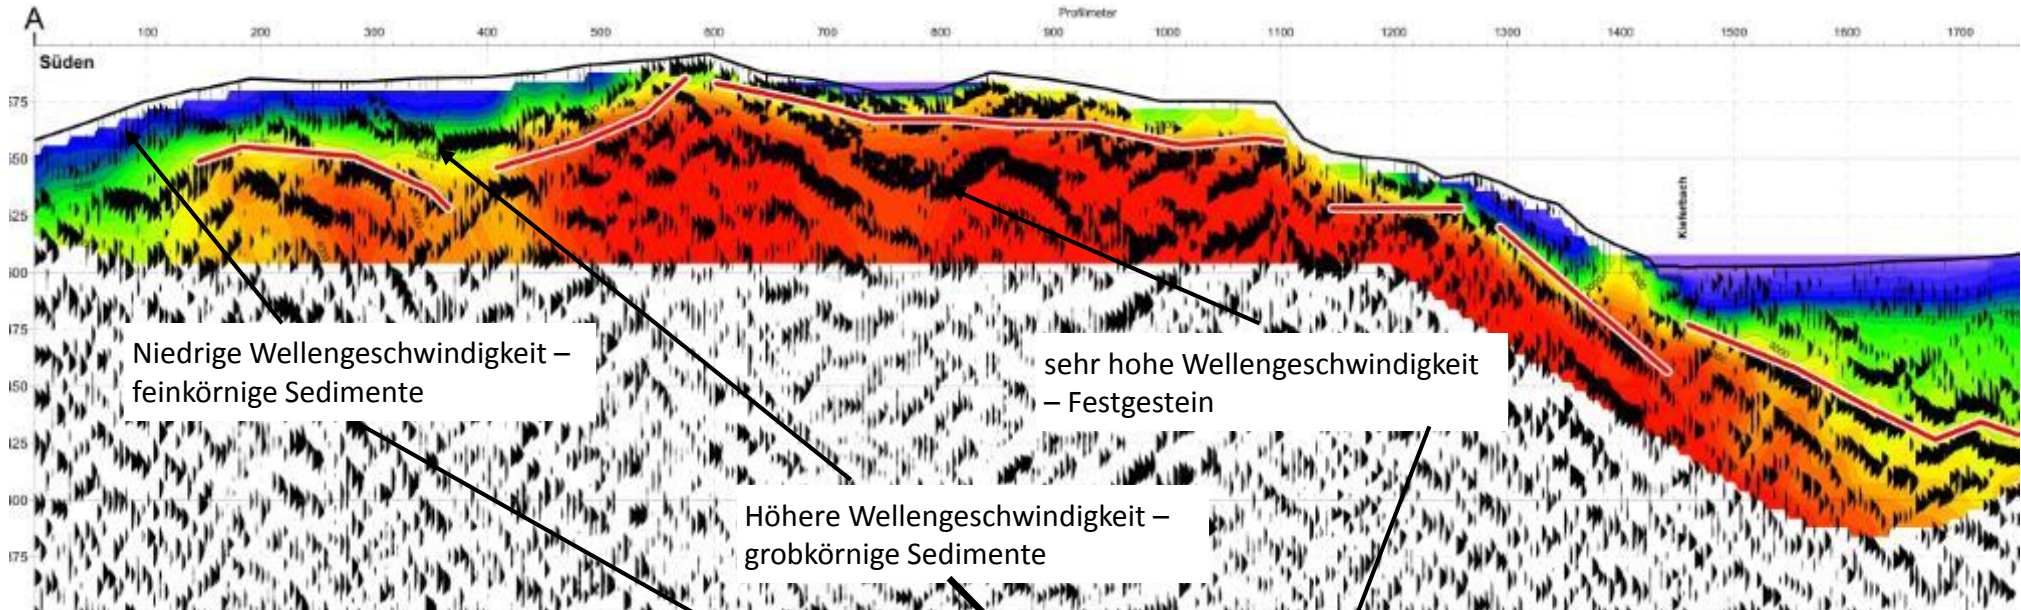 A
Profilmeter
100 200 300 400 500 600 700 800 900 1000 1100 1200 1300 1400 1500 1600 1700
Süden
Kieferbach
Niedrige Wellengeschwindigkeit –
feinkörnige Sedimente
sehr hohe Wellengeschwindigkeit
– Festgestein
Höhere Wellengeschwindigkeit –
grobkörnige Sedimente